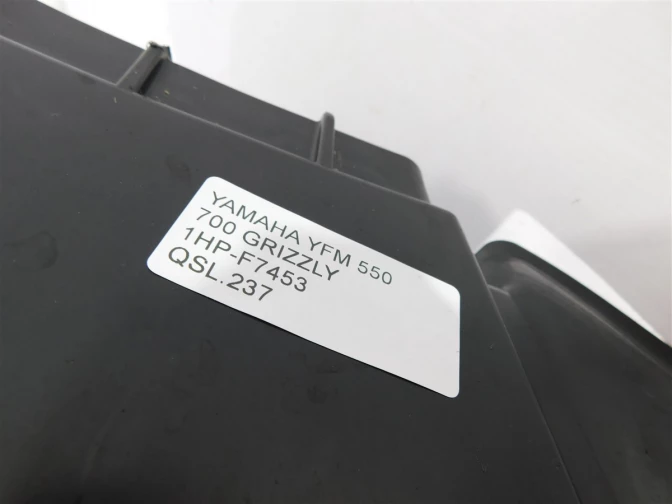 YAMAHA YFM 550
700 GRIZZLY
1HP-F7453
QSL.237